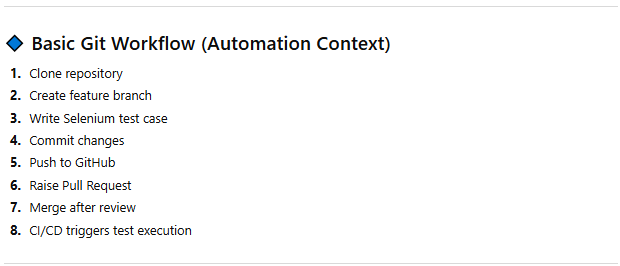 Basic Git Workflow (Automation Context)
1. Clone repository
2. Create feature branch
3. Write Selenium test case
4. Commit changes
5. Push to GitHub
6. Raise Pull Request
7. Merge after review
8. CI/CD triggers test execution